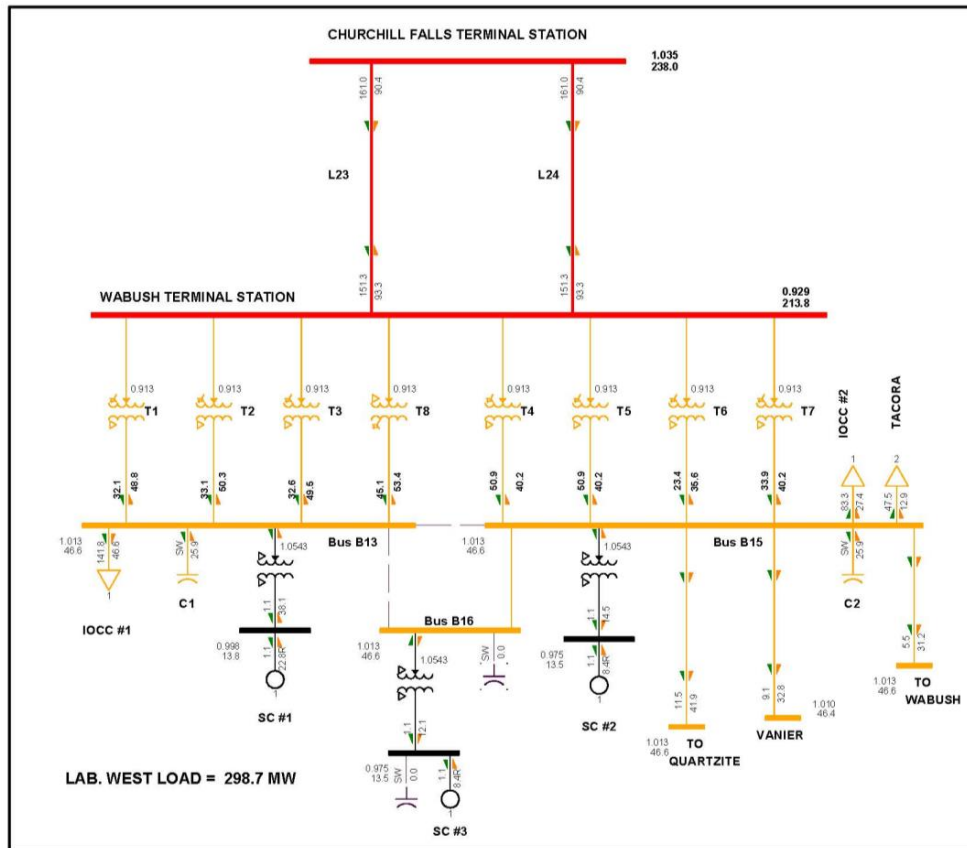 CHURCHILL FALLS TERMINAL STATION
1.035
238.0
161.0
90.4
161.0
90.4
L23
L24
151.3
93.3
151.3
93.3
WABUSH TERMINAL STATION
0.929
213.8
0.913
0.913
0.913
0.913
0.913
0.913
0.913
0.913
T1
T2
T3
T8
T4
T5
T6
T7
IOCC #2
TACORA
32.1
48.8
33.1
50.3
32.6
49.5
45.1
53.4
50.9
40.2
50.9
40.2
23.4
35.6
33.9
40.2
1
83.3
27.4
2
47.5
12.9
1.013
46.6
Bus B13
1.013
46.6
Bus B15
141.8
46.6
1
IOCC #1
SW
25.9
C1
1.0543
1.1
38.1
0.998
13.8
1.1
22.8R
1
SC #1
Bus B16
1.013
46.6
1.0543
SW
0.0
1.1
12.1
0.975
13.5
SW
0.0
1.1
8.4R
1
SC #3
1.0543
1.1
14.5
0.975
13.5
1.1
8.4R
1
SC #2
11.5
41.9
1.013
46.6
TO
QUARTZITE
9.1
32.8
1.010
46.4
VANIER
SW
25.9
C2
5.5
31.2
1.013
46.6
TO
WABUSH
LAB. WEST LOAD = 298.7 MW